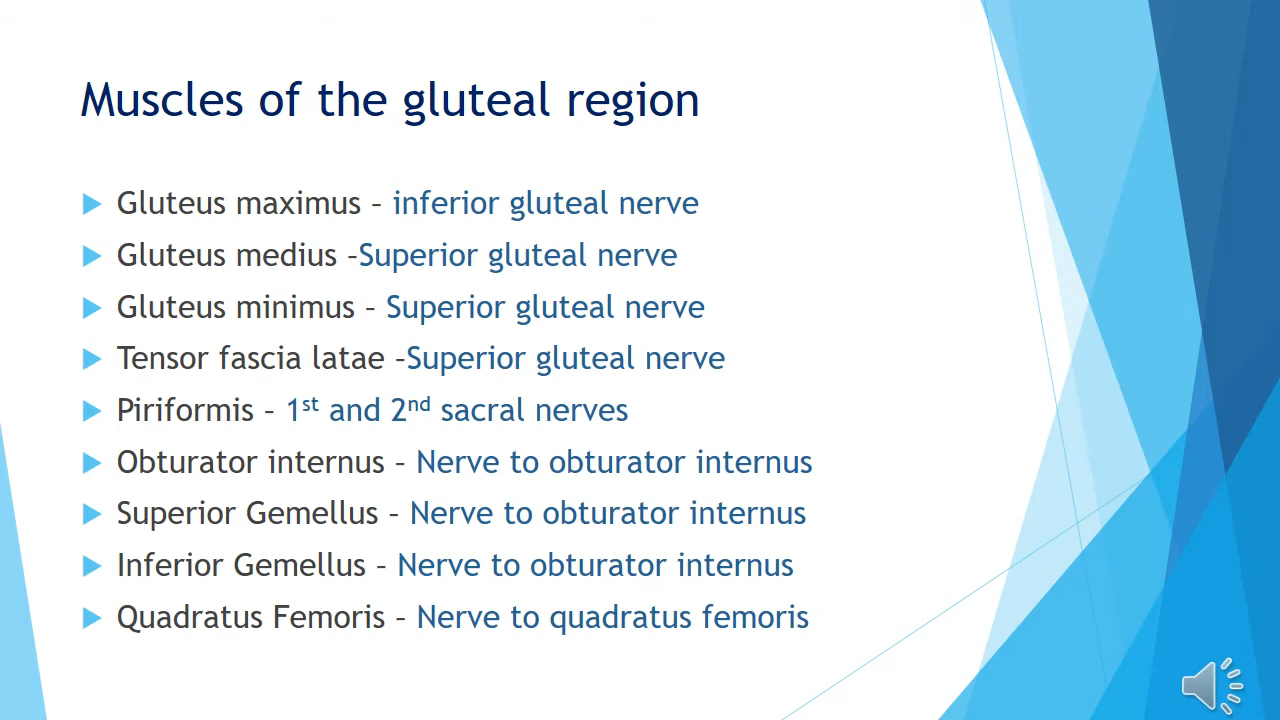 Muscles of the gluteal region
Gluteus maximus – inferior gluteal nerve
Gluteus medius –Superior gluteal nerve
Gluteus minimus – Superior gluteal nerve
Tensor fascia latae –Superior gluteal nerve
Piriformis – 1st and 2nd sacral nerves
Obturator internus – Nerve to obturator internus
Superior Gemellus – Nerve to obturator internus
Inferior Gemellus – Nerve to obturator internus
Quadratus Femoris – Nerve to quadratus femoris